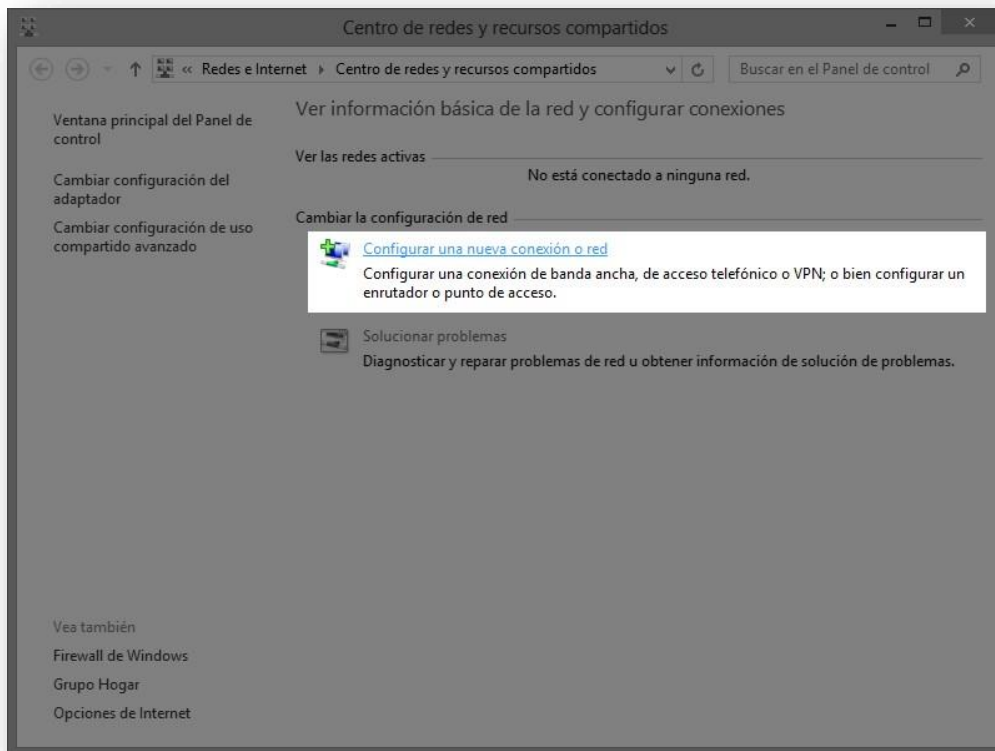 Centro de redes y recursos compartidos
« Redes e Internet ▸ Centro de redes y recursos compartidos
Buscar en el Panel de control
Ventana principal del Panel de
control
Cambiar configuración del
adaptador
Cambiar configuración de uso
compartido avanzado
Ver información básica de la red y configurar conexiones
Ver las redes activas
No está conectado a ninguna red.
Cambiar la configuración de red
Configurar una nueva conexión o red
Configurar una conexión de banda ancha, de acceso telefónico o VPN; o bien configurar un
enrutador o punto de acceso.
Solucionar problemas
Diagnosticar y reparar problemas de red u obtener información de solución de problemas.
Vea también
Firewall de Windows
Grupo Hogar
Opciones de Internet